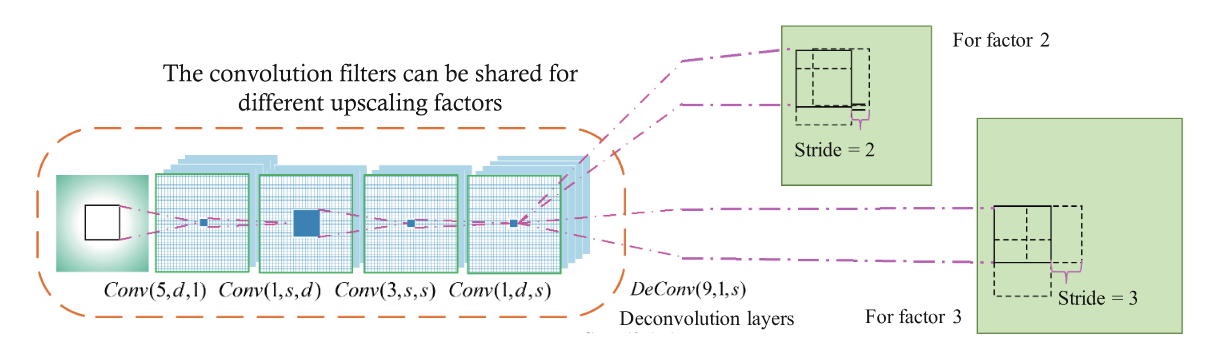 The convolution filters can be shared for
different upscaling factors
Conv(5,d,1) Conv(1,s,d) Conv(3,s,s) Conv(1,d,s)
DeConv(9,1,s)
Deconvolution layers
For factor 2
Stride = 2
For factor 3
Stride = 3